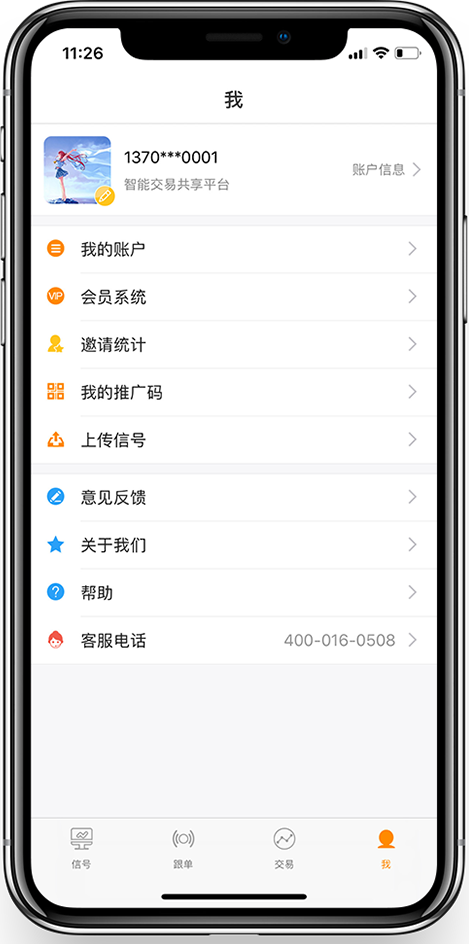 11:26
我
1370***0001
智能交易共享平台
账户信息
我的账户
VIP
会员系统
邀请统计
我的推广码
上传信号
意见反馈
关于我们
?
帮助
客服电话
400-016-0508
信号
跟单
交易
我